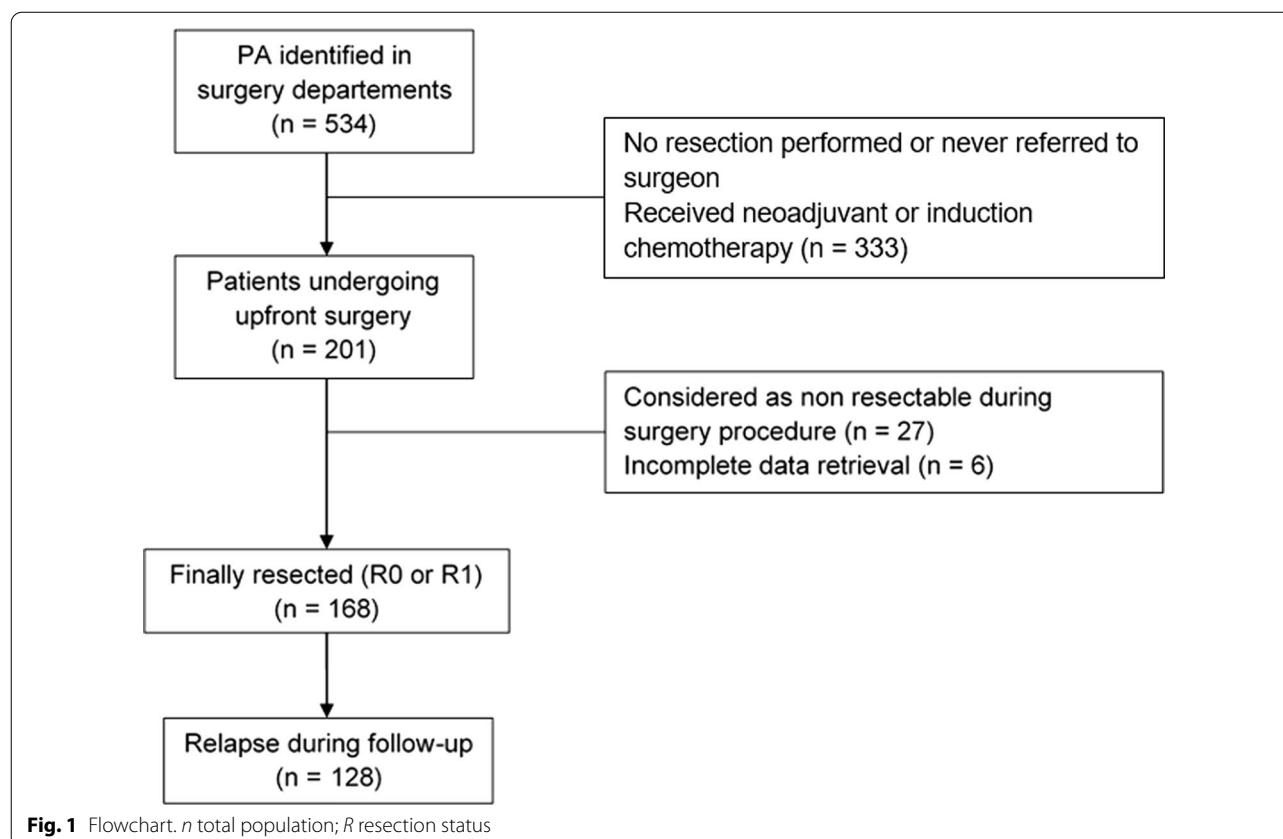 PA identified in
surgery departements
(n = 534)
No resection performed or never referred to
surgeon
Received neoadjuvant or induction
chemotherapy (n = 333)
Patients undergoing
upfront surgery
(n = 201)
Considered as non resectable during
surgery procedure (n = 27)
Incomplete data retrieval (n = 6)
Finally resected (R0 or R1)
(n = 168)
Relapse during follow-up
(n = 128)
Fig. 1 Flowchart. n total population; R resection status